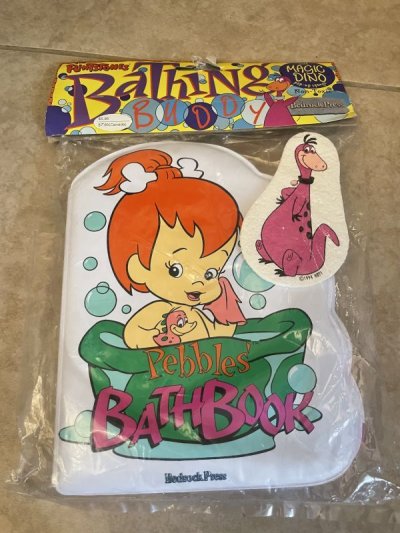 FLINTSTONES
Bathing
BUDDY
MAGIC
DINO
Bedrock Press
Pebbles'
BATHBOOK
Bedrock Press